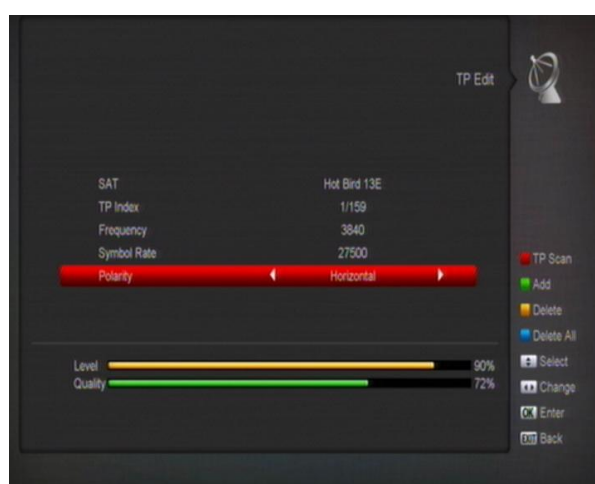 TP Edit
SAT Hot Bird 13E
TP Index 1/159
Frequency 3840
Symbol Rate 27500
Polarity Horizontal
TP Scan
Add
Delete
Delete All
Level 90%
Select
Quality 72%
Change
OK Enter
EXIT Back